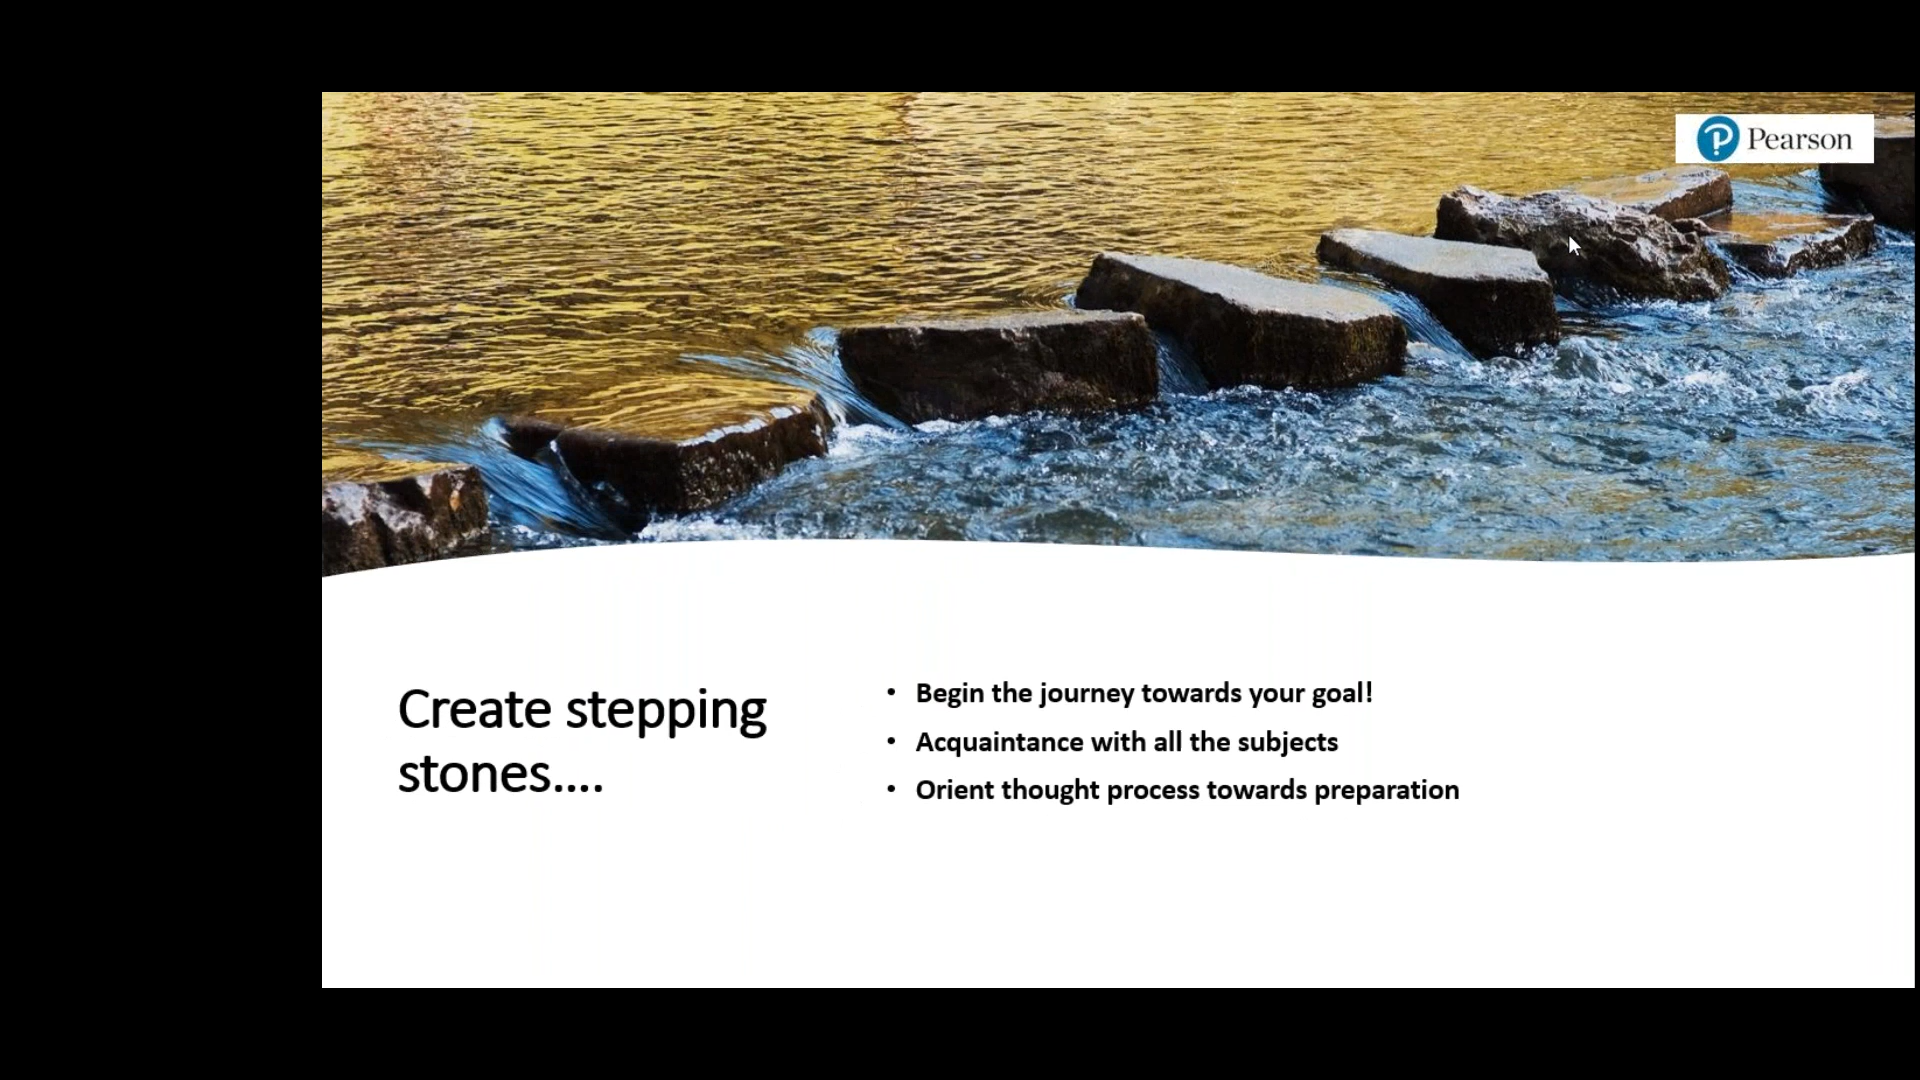 Pearson
Create stepping
stones....
• Begin the journey towards your goal!
• Acquaintance with all the subjects
• Orient thought process towards preparation